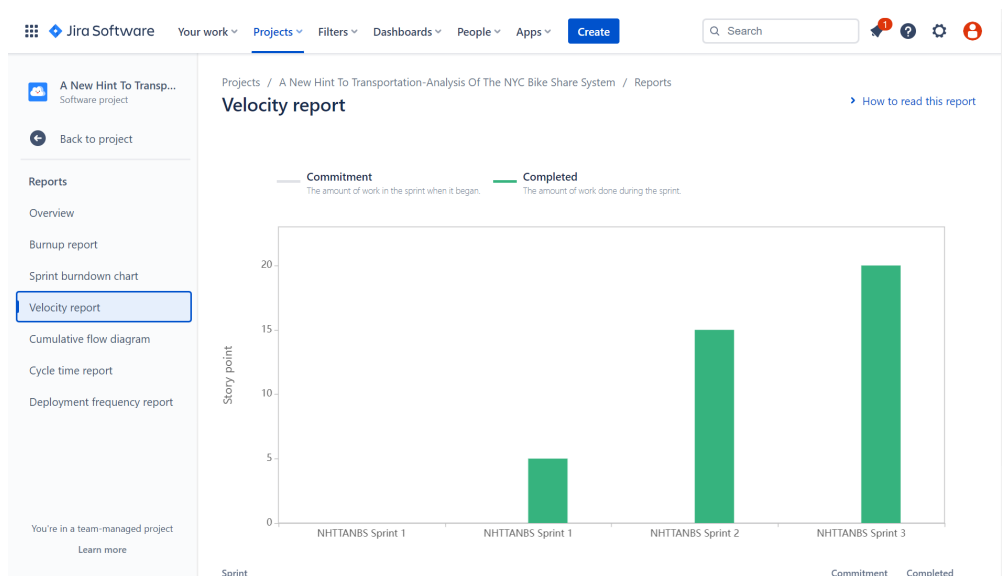 Jira Software Your work Projects Filters Dashboards People Apps Create Search 1
A New Hint To Transp...
Software project
Back to project
Reports
Overview
Burnup report
Sprint burndown chart
Velocity report
Cumulative flow diagram
Cycle time report
Deployment frequency report
You're in a team-managed project
Learn more
Projects / A New Hint To Transportation-Analysis Of The NYC Bike Share System / Reports
Velocity report
How to read this report
Commitment
The amount of work in the sprint when it began.
Completed
The amount of work done during the sprint.
Story point
20
15
10
5
0
NHTTANBS Sprint 1 NHTTANBS Sprint 1 NHTTANBS Sprint 2 NHTTANBS Sprint 3
Sprint Commitment Completed